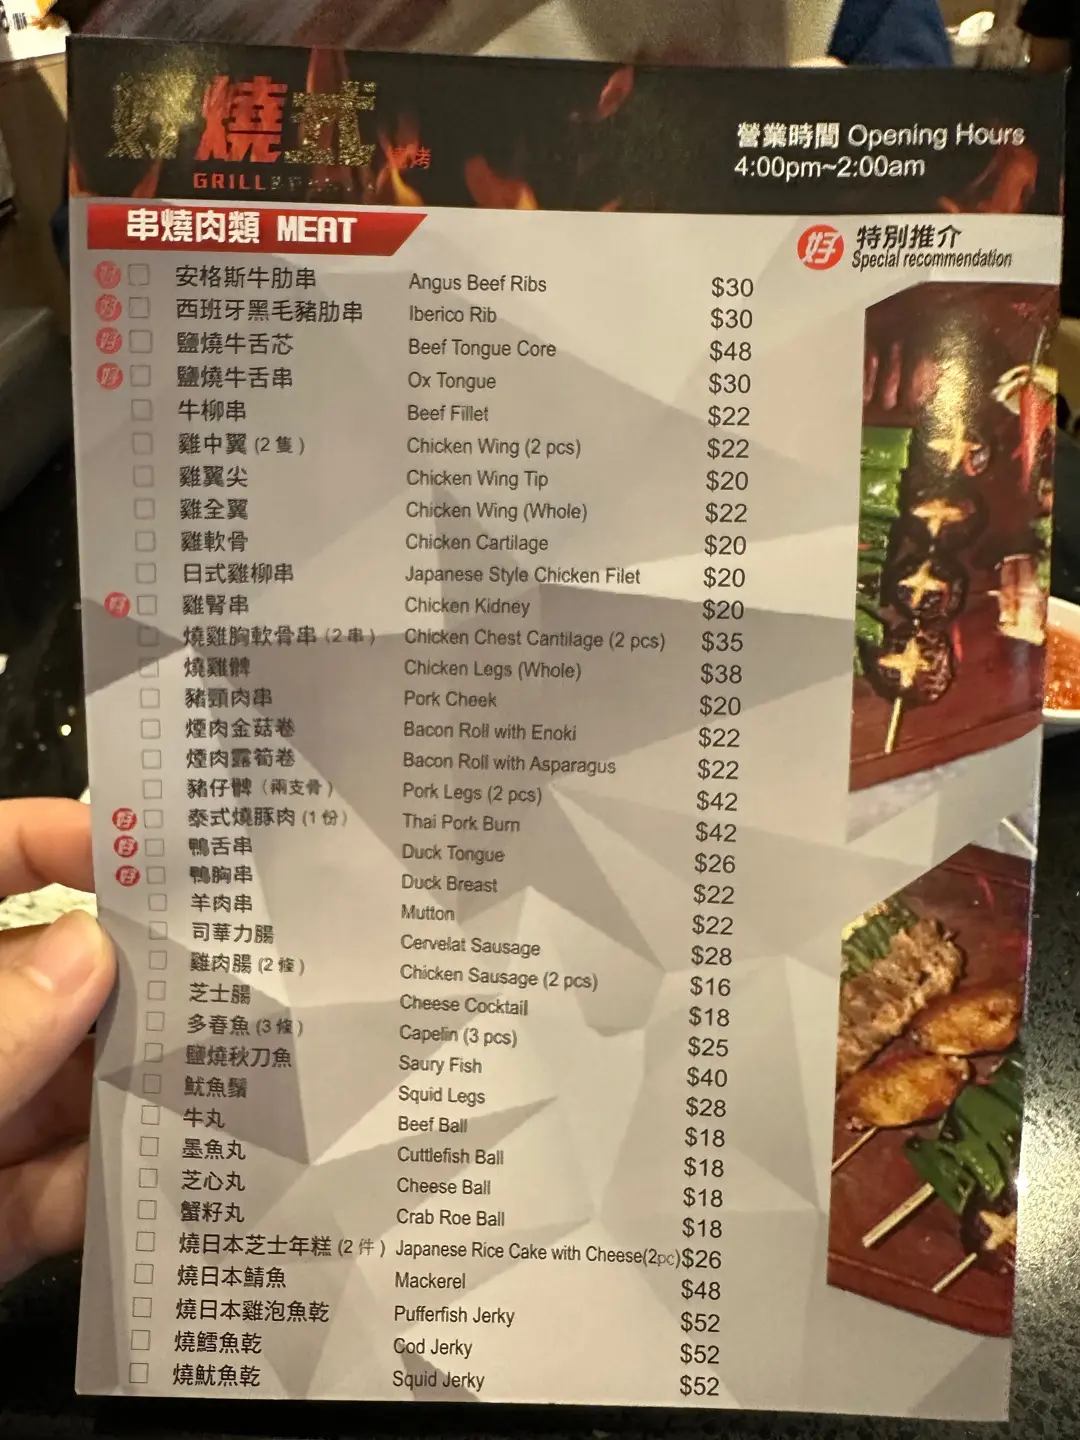 好燒式
烤
GRILL
營業時間 Opening Hours
4:00pm~2:00am
串燒肉類 MEAT
好 特別推介
Special recommendation
好 安格斯牛肋串 Angus Beef Ribs $30
好 西班牙黑毛豬肋串 Iberico Rib $30
好 鹽燒牛舌芯 Beef Tongue Core $48
好 鹽燒牛舌串 Ox Tongue $30
牛柳串 Beef Fillet $22
雞中翼 (2 隻) Chicken Wing (2 pcs) $22
雞翼尖 Chicken Wing Tip $20
雞全翼 Chicken Wing (Whole) $22
雞軟骨 Chicken Cartilage $20
日式雞柳串 Japanese Style Chicken Filet $20
好 雞腎串 Chicken Kidney $20
燒雞胸軟骨串 (2 串) Chicken Chest Cantilage (2 pcs) $35
燒雞髀 Chicken Legs (Whole) $38
豬頸肉串 Pork Cheek $20
煙肉金菇卷 Bacon Roll with Enoki $22
煙肉露筍卷 Bacon Roll with Asparagus $22
豬仔髀 (兩支骨) Pork Legs (2 pcs) $42
好 泰式燒豚肉 (1 份) Thai Pork Burn $42
好 鴨舌串 Duck Tongue $26
好 鴨胸串 Duck Breast $22
羊肉串 Mutton $22
司華力腸 Cervelat Sausage $28
雞肉腸 (2 條) Chicken Sausage (2 pcs) $16
芝士腸 Cheese Cocktail $18
多春魚 (3 條) Capelin (3 pcs) $25
鹽燒秋刀魚 Saury Fish $40
魷魚鬚 Squid Legs $28
牛丸 Beef Ball $18
墨魚丸 Cuttlefish Ball $18
芝心丸 Cheese Ball $18
蟹籽丸 Crab Roe Ball $18
燒日本芝士年糕 (2 件) Japanese Rice Cake with Cheese(2pc) $26
燒日本鯖魚 Mackerel $48
燒日本雞泡魚乾 Pufferfish Jerky $52
燒鱈魚乾 Cod Jerky $52
燒魷魚乾 Squid Jerky $52